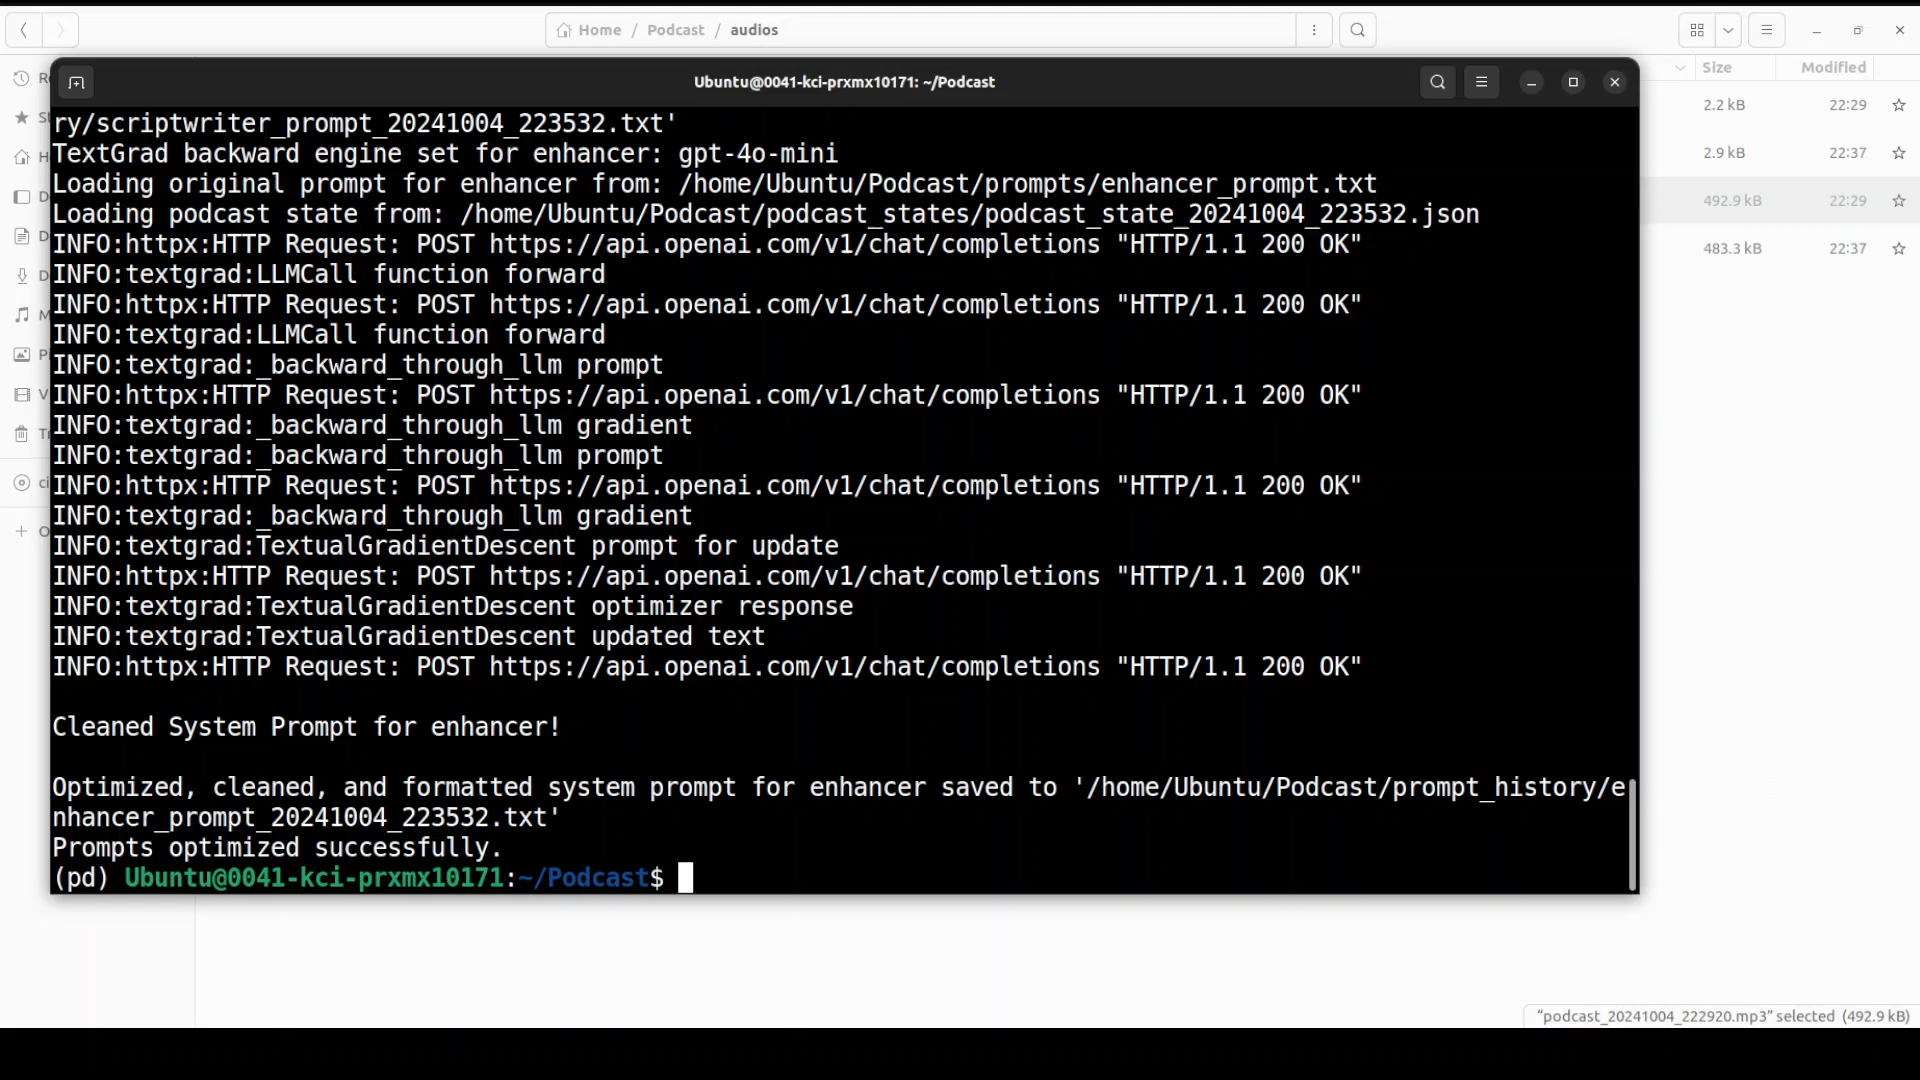 Home / Podcast / audios
Size Modified
Ubuntu@0041-kci-prxmx10171: ~/Podcast
2.2 kB 22:29
2.9 kB 22:37
492.9 kB 22:29
483.3 kB 22:37
ry/scriptwriter_prompt_20241004_223532.txt'
TextGrad backward engine set for enhancer: gpt-4o-mini
Loading original prompt for enhancer from: /home/Ubuntu/Podcast/prompts/enhancer_prompt.txt
Loading podcast state from: /home/Ubuntu/Podcast/podcast_states/podcast_state_20241004_223532.json
INFO:httpx:HTTP Request: POST https://api.openai.com/v1/chat/completions "HTTP/1.1 200 OK"
INFO:textgrad:LLMCall function forward
INFO:httpx:HTTP Request: POST https://api.openai.com/v1/chat/completions "HTTP/1.1 200 OK"
INFO:textgrad:LLMCall function forward
INFO:textgrad:_backward_through_llm prompt
INFO:httpx:HTTP Request: POST https://api.openai.com/v1/chat/completions "HTTP/1.1 200 OK"
INFO:textgrad:_backward_through_llm gradient
INFO:textgrad:_backward_through_llm prompt
INFO:httpx:HTTP Request: POST https://api.openai.com/v1/chat/completions "HTTP/1.1 200 OK"
INFO:textgrad:_backward_through_llm gradient
INFO:textgrad:TextualGradientDescent prompt for update
INFO:httpx:HTTP Request: POST https://api.openai.com/v1/chat/completions "HTTP/1.1 200 OK"
INFO:textgrad:TextualGradientDescent optimizer response
INFO:textgrad:TextualGradientDescent updated text
INFO:httpx:HTTP Request: POST https://api.openai.com/v1/chat/completions "HTTP/1.1 200 OK"
Cleaned System Prompt for enhancer!
Optimized, cleaned, and formatted system prompt for enhancer saved to '/home/Ubuntu/Podcast/prompt_history/e
nhancer_prompt_20241004_223532.txt'
Prompts optimized successfully.
(pd) Ubuntu@0041-kci-prxmx10171:~/Podcast$
"podcast_20241004_222920.mp3" selected (492.9 kB)